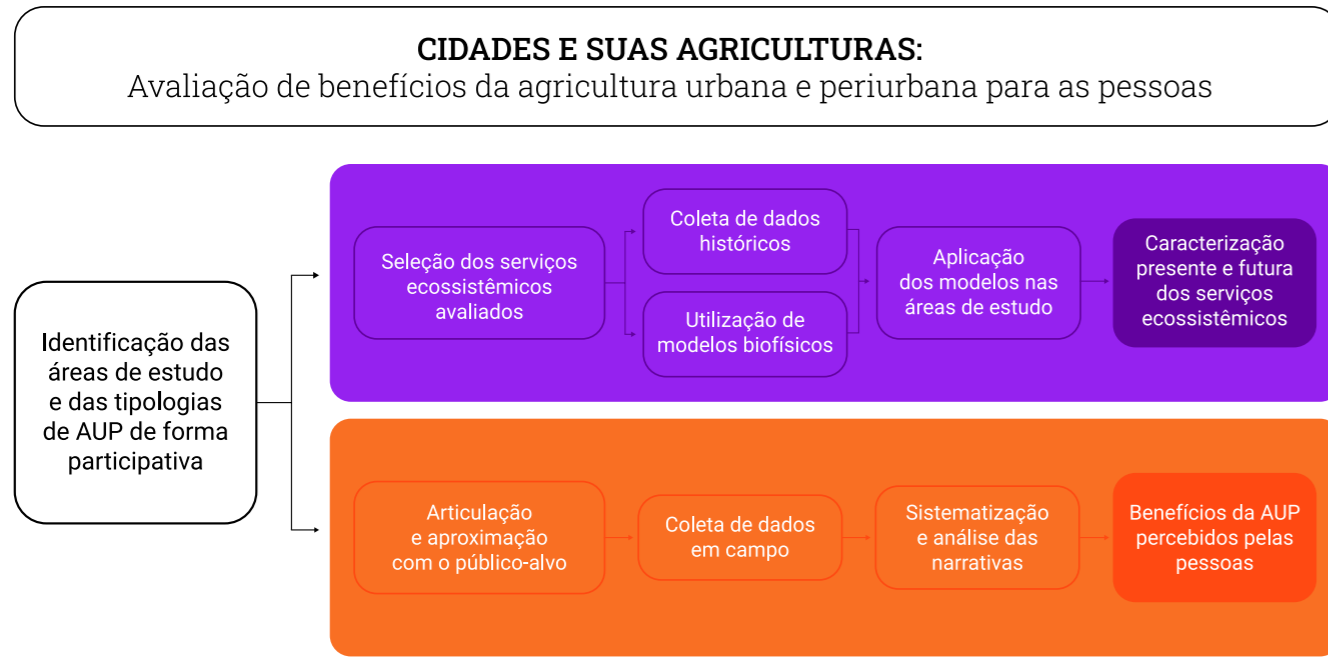 CIDADES E SUAS AGRICULTURAS:
Avaliação de benefícios da agricultura urbana e periurbana para as pessoas
Identificação das
áreas de estudo
e das tipologias
de AUP de forma
participativa
Seleção dos serviços
ecossistêmicos
avaliados
Coleta de dados
históricos
Utilização de
modelos biofísicos
Aplicação
dos modelos nas
áreas de estudo
Caracterização
presente e futura
dos serviços
ecossistêmicos
Articulação
e aproximação
com o público-alvo
Coleta de dados
em campo
Sistematização
e análise das
narrativas
Benefícios da AUP
percebidos pelas
pessoas